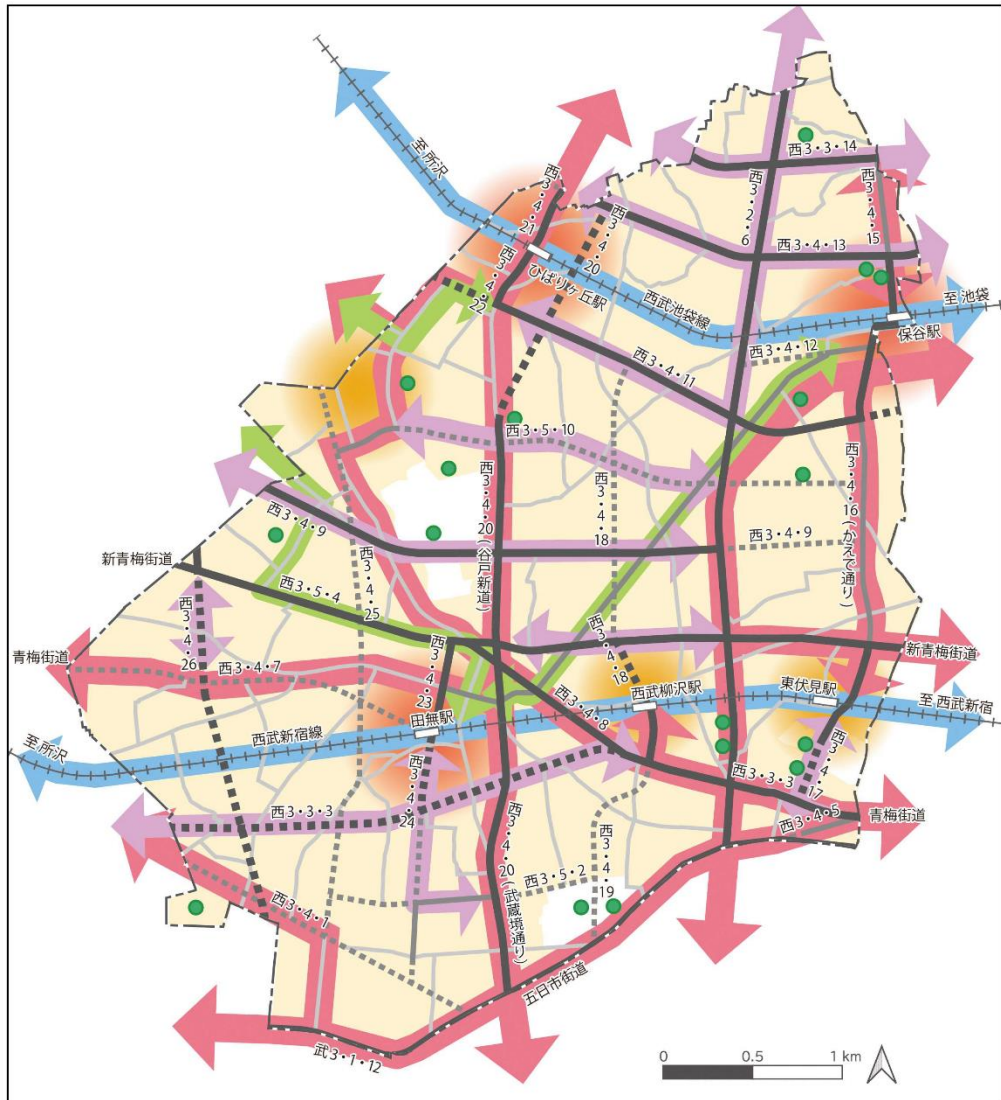 至 所沢
西3・3・14
西3・4・21
西3・4・20
西3・2・6
西3・4・15
西3・4・13
ひばりヶ丘駅
西3・4・22
西武池袋線
至 池袋
保谷駅
西3・4・12
西3・4・11
西3・5・10
西3・4・20(谷戸新道)
西3・4・18
西3・4・16(かえで通り)
西3・4・9
西3・4・9
新青梅街道
西3・5・4
西3・4・25
西3・4・26
青梅街道
西3・4・7
西3・4・23
西3・4・18
新青梅街道
西武柳沢駅
東伏見駅
至 西武新宿
田無駅
西3・4・8
西武新宿線
至 所沢
西3・4・24
西3・3・3
西3・3・3
西3・4・17
西3・4・5
青梅街道
西3・4・20(武蔵境通り)
西3・5・2
西3・4・19
西3・4・1
五日市街道
武3・1・12
0 0.5 1 km